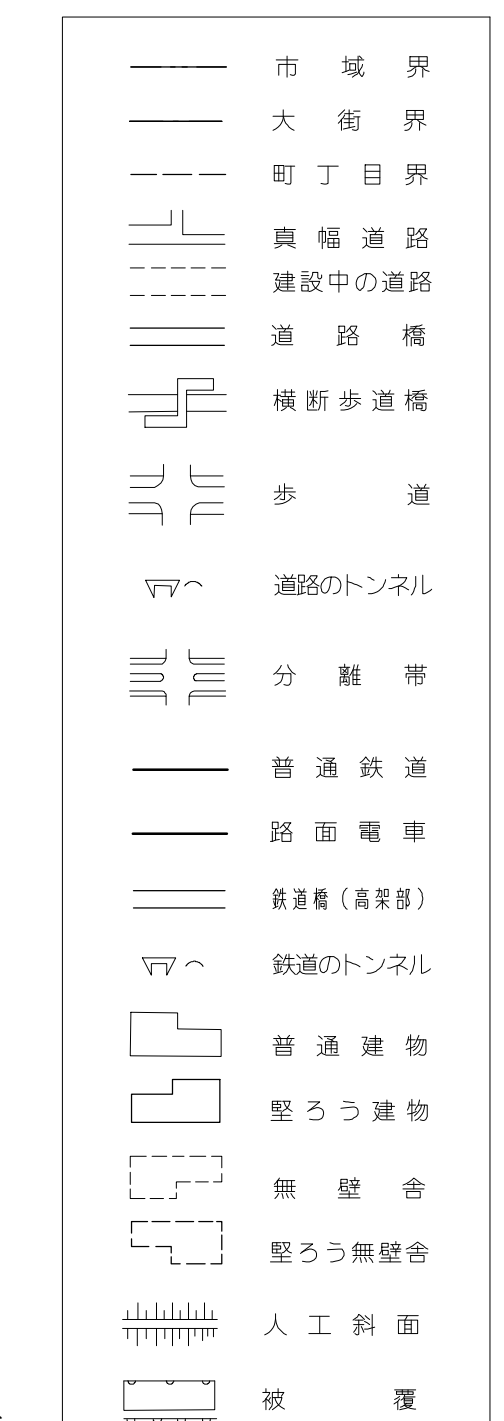 市域界
大街界
町丁目界
真幅道路
建設中の道路
道路橋
横断歩道橋
歩道
道路のトンネル
分離帯
普通鉄道
路面電車
鉄道橋(高架部)
鉄道のトンネル
普通建物
堅ろう建物
無壁舎
堅ろう無壁舎
人工斜面
被覆